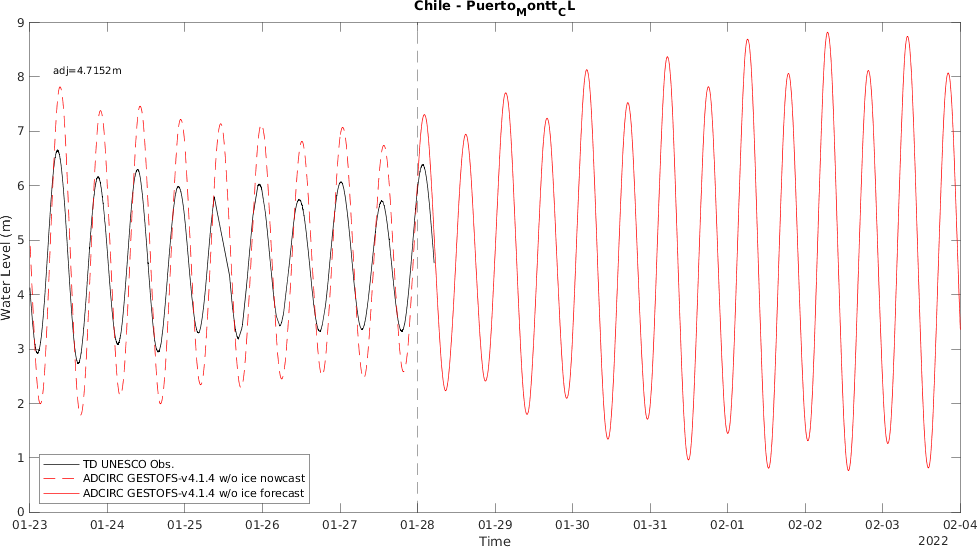 Chile - Puerto_Montt_CL
adj=4.7152m
9
8
7
6
5
4
3
2
1
0
Water Level (m)
TD UNESCO Obs.
ADCIRC GESTOFS-v4.1.4 w/o ice nowcast
ADCIRC GESTOFS-v4.1.4 w/o ice forecast
01-23 01-24 01-25 01-26 01-27 01-28 01-29 01-30 01-31 02-01 02-02 02-03 02-04
Time
2022